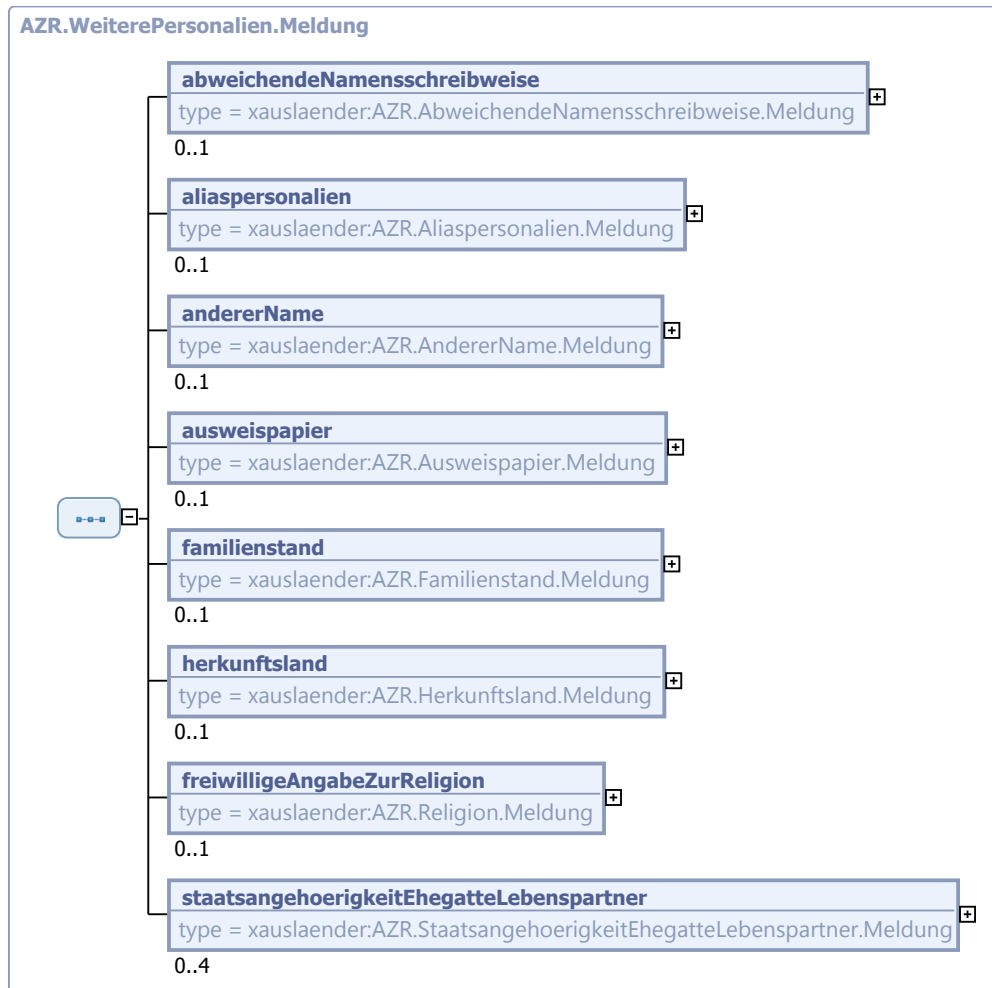 AZR.WeiterePersonalien.Meldung
abweichendeNamensschreibweise
type = xauslaender:AZR.AbweichendeNamensschreibweise.Meldung
0..1
aliaspersonalien
type = xauslaender:AZR.Aliaspersonalien.Meldung
0..1
andererName
type = xauslaender:AZR.AndererName.Meldung
0..1
ausweispapier
type = xauslaender:AZR.Ausweispapier.Meldung
0..1
familienstand
type = xauslaender:AZR.Familienstand.Meldung
0..1
herkunftsland
type = xauslaender:AZR.Herkunftsland.Meldung
0..1
freiwilligeAngabeZurReligion
type = xauslaender:AZR.Religion.Meldung
0..1
staatsangehoerigkeitEhegatteLebenspartner
type = xauslaender:AZR.StaatsangehoerigkeitEhegatteLebenspartner.Meldung
0..4